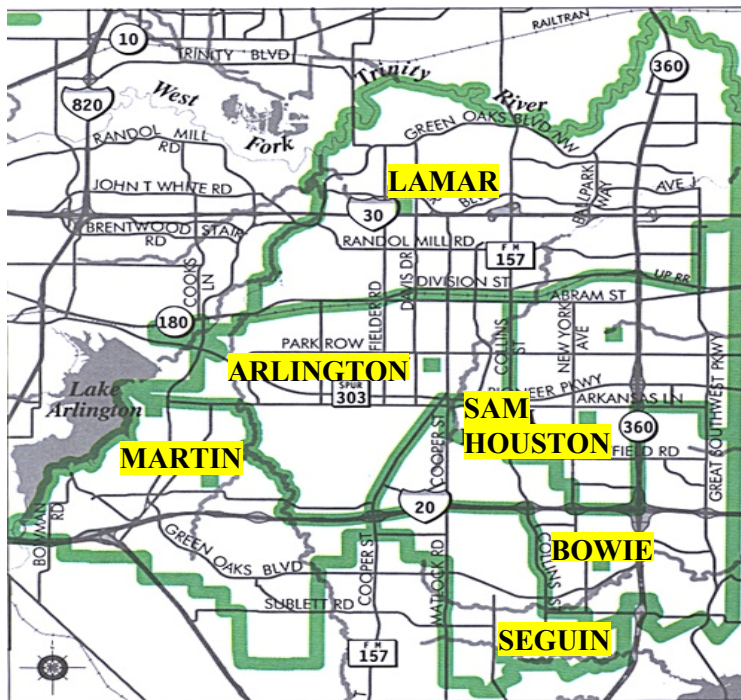 RAILTRAN
10
TRINITY BLVD
360
820
West
Fork
Trinity
River
RANDOL MILL
RD
GREEN OAKS BLVD NW
LAMAR
JOHN T WHITE RD
BALLPARK
WAY
AVE J
30
BRENTWOOD STAIR
RD
RANDOL MILL RD
FM
157
COOKS
LN
FIELDER RD
DAVIS DR
DIVISION ST
UP RR
ABRAM ST
180
PARK ROW
COLLINS
ST
NEW YORK
AVE
ARLINGTON
Lake
Arlington
SPUR
303
PIONEER PKWY
ARKANSAS LN
GREAT SOUTHWEST PKWY
SAM
HOUSTON
360
FIELD RD
MARTIN
COOPER ST
20
BOWMAN
RD
GREEN OAKS BLVD
COOPER ST
MATLOCK RD
COLLINS ST
BOWIE
SUBLETT RD
SEGUIN
FM
157